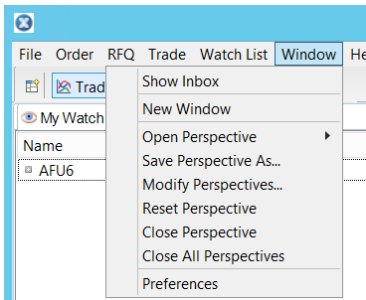 File Order RFQ Trade Watch List Window He
Trad
Show Inbox
My Watch
New Window
Name
Open Perspective
AFU6
Save Perspective As...
Modify Perspectives...
Reset Perspective
Close Perspective
Close All Perspectives
Preferences